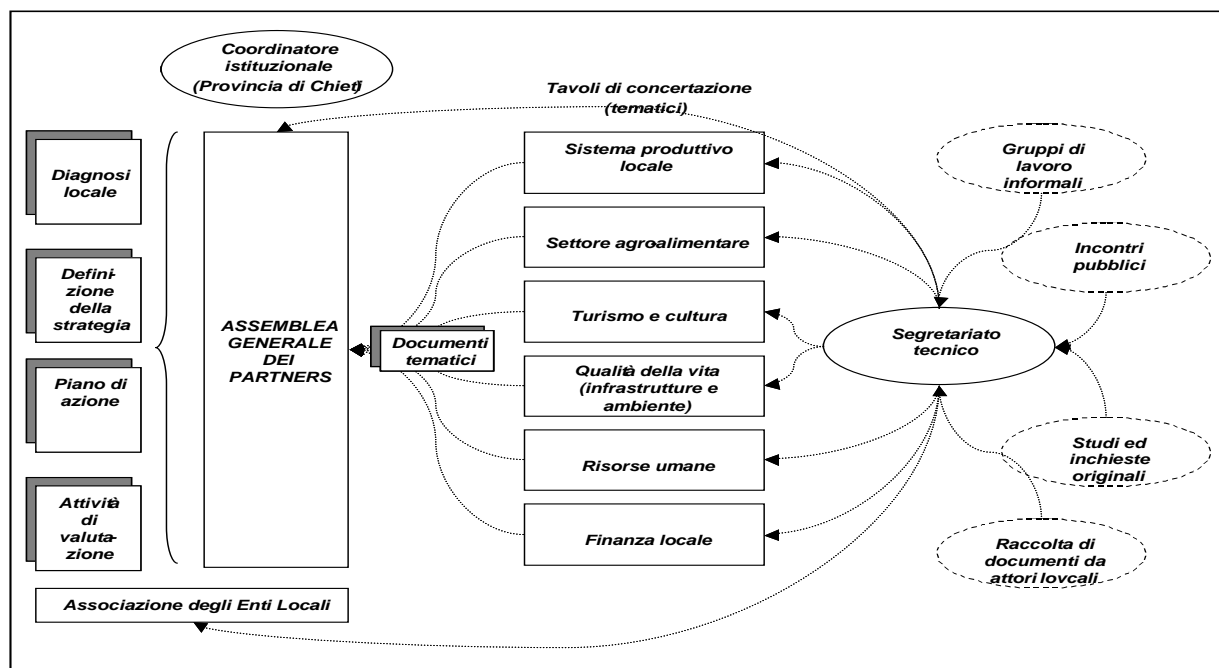 Coordinatore
istituzionale
(Provincia di Chieti)
Tavoli di concertazione
(tematici)
Diagnosi
locale
Defini-
zione
della
strategia
Piano di
azione
Attività
di
valuta-
zione
ASSEMBLEA
GENERALE
DEI
PARTNERS
Documenti
tematici
Sistema produttivo
locale
Settore agro-alimentare
Turismo e cultura
Qualità della vita
(infrastrutture e
ambiente)
Risorse umane
Finanza locale
Segretariato
tecnico
Gruppi di
lavoro
informali
Incontri
pubblici
Studi ed
inchieste
originali
Raccolta di
documenti da
attori lovcali
Associazione degli Enti Locali